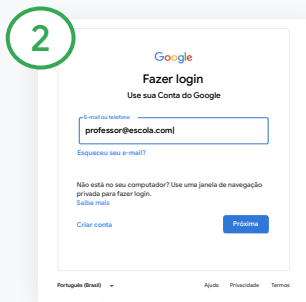 2
Google
Fazer login
Use sua Conta do Google
E-mail ou telefone
professor@escola.com
Esqueceu seu e-mail?
Não está no seu computador? Use uma janela de navegação
privada para fazer login.
Saiba mais
Criar conta
Próxima
Português (Brasil)
Ajuda Privacidade Termos